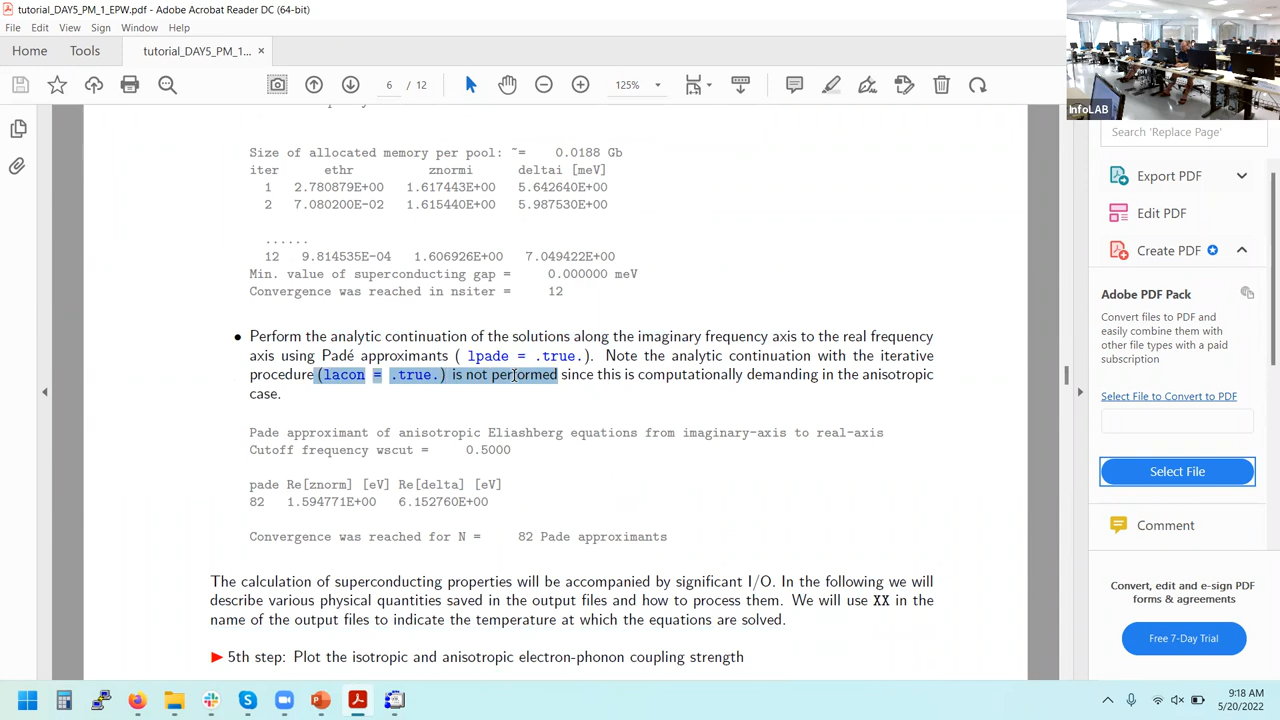 tutorial_DAY5_PM_1_EPW.pdf - Adobe Acrobat Reader DC (64-bit)
File Edit View Sign Window Help
Home Tools tutorial_DAY5_PM_1... ×
6 / 12 125%
InfoLAB
Size of allocated memory per pool: ~= 0.0188 Gb
iter ethr znormi deltai [meV]
1 2.780879E+00 1.617443E+00 5.642640E+00
2 7.080200E-02 1.615440E+00 5.987530E+00
......
12 9.814535E-04 1.606926E+00 7.049422E+00
Min. value of superconducting gap = 0.000000 meV
Convergence was reached in nsiter = 12
• Perform the analytic continuation of the solutions along the imaginary frequency axis to the real frequency
axis using Padé approximants ( lpade = .true.). Note the analytic continuation with the iterative
procedure (lacon = .true.) is not performed since this is computationally demanding in the anisotropic
case.
Pade approximant of anisotropic Eliashberg equations from imaginary-axis to real-axis
Cutoff frequency wscut = 0.5000
pade Re[znorm] [eV] Re[delta] [eV]
82 1.594771E+00 6.152760E+00
Convergence was reached for N = 82 Pade approximants
The calculation of superconducting properties will be accompanied by significant I/O. In the following we will
describe various physical quantities saved in the output files and how to process them. We will use XX in the
name of the output files to indicate the temperature at which the equations are solved.
► 5th step: Plot the isotropic and anisotropic electron-phonon coupling strength
Search 'Replace Page'
Export PDF
Edit PDF
Create PDF
Adobe PDF Pack
Convert files to PDF and
easily combine them with
other file types with a paid
subscription
Select File to Convert to PDF
Select File
Comment
Convert, edit and e-sign PDF
forms & agreements
Free 7-Day Trial
9:18 AM
5/20/2022